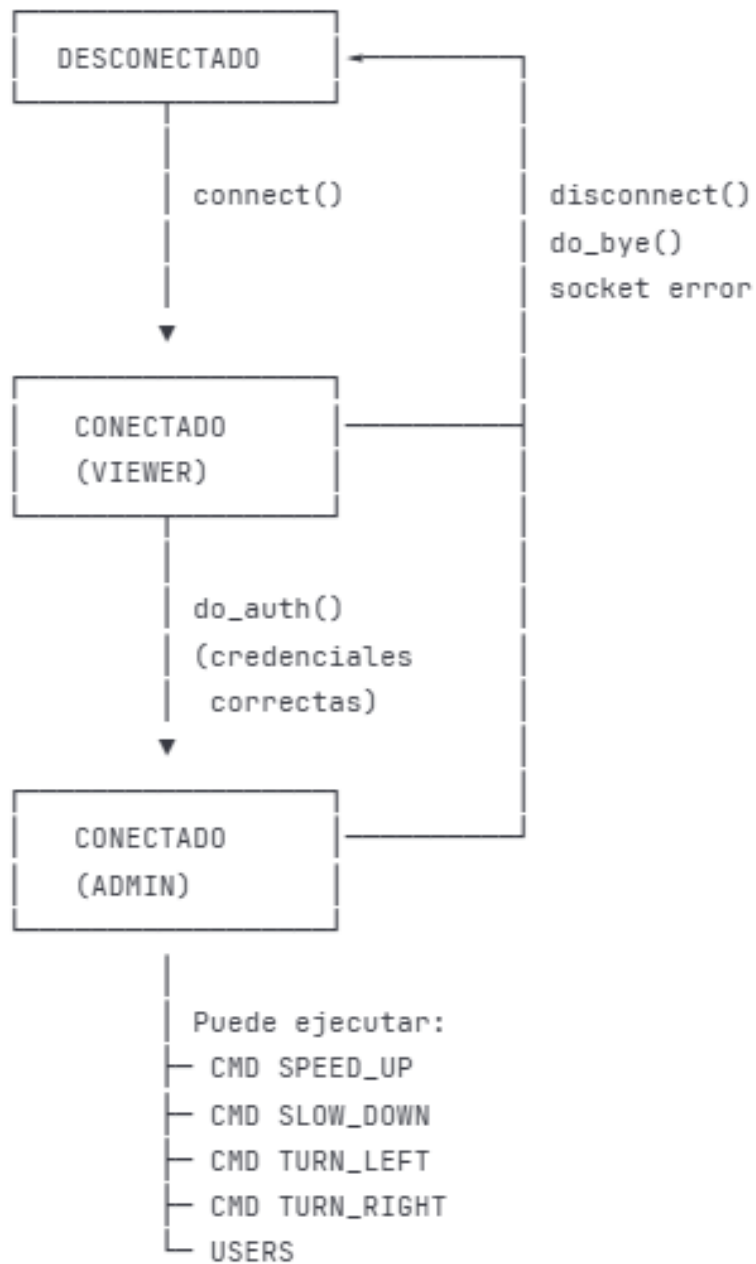 DESCONECTADO
connect()
disconnect()
do_bye()
socket error
CONECTADO
(VIEWER)
do_auth()
(credenciales
correctas)
CONECTADO
(ADMIN)
Puede ejecutar:
CMD SPEED_UP
CMD SLOW_DOWN
CMD TURN_LEFT
CMD TURN_RIGHT
USERS